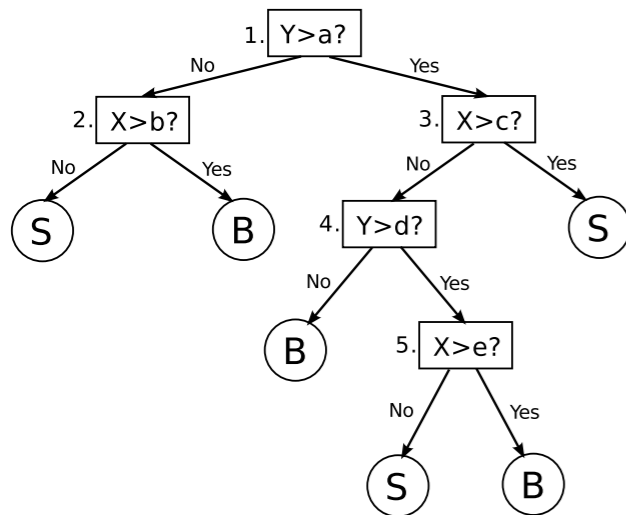 1. Y>a?
No
Yes
2. X>b?
3. X>c?
No
Yes
No
Yes
S
B
4. Y>d?
S
No
Yes
B
5. X>e?
No
Yes
S
B